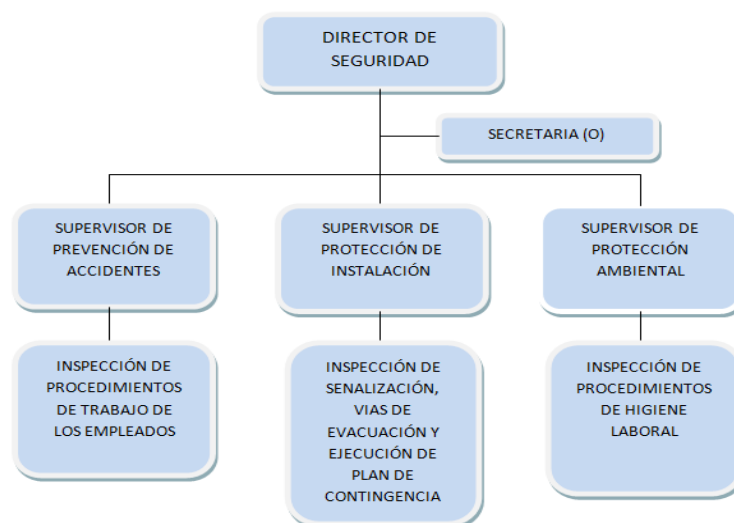 DIRECTOR DE
SEGURIDAD
SECRETARIA (O)
SUPERVISOR DE
PREVENCIÓN DE
ACCIDENTES
SUPERVISOR DE
PROTECCIÓN DE
INSTALACIÓN
SUPERVISOR DE
PROTECCIÓN
AMBIENTAL
INSPECCIÓN DE
PROCEDIMIENTOS
DE TRABAJO DE
LOS EMPLEADOS
INSPECCIÓN DE
SENALIZACIÓN,
VIAS DE
EVACUACIÓN Y
EJECUCIÓN DE
PLAN DE
CONTINGENCIA
INSPECCIÓN DE
PROCEDIMIENTOS
DE HIGIENE
LABORAL